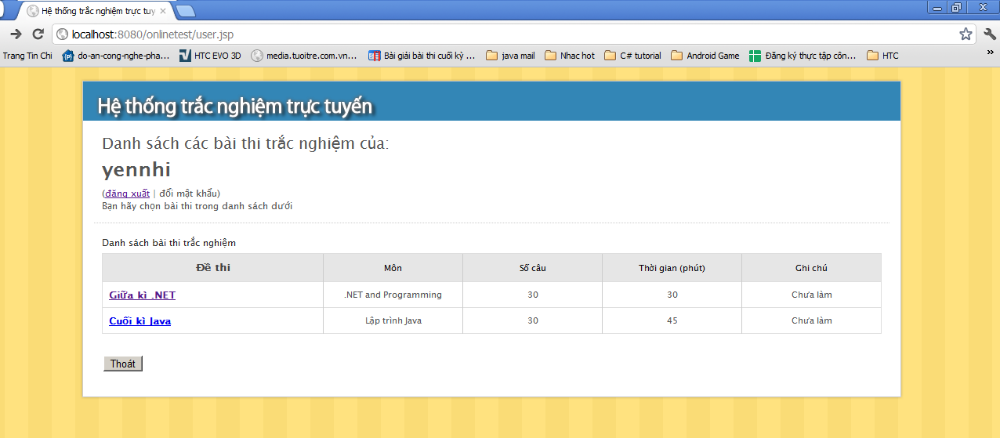 Hệ thống trắc nghiệm trực tuy
localhost:8080/onlinetest/user.jsp
Trang Tin Chi do-an-cong-nghe-pha... HTC EVO 3D media.tuoitre.com.vn... Bài giải bài thi cuối kỳ ... java mail Nhac hot C# tutorial Android Game Đăng ký thực tập côn... HTC »
Hệ thống trắc nghiệm trực tuyến
Danh sách các bài thi trắc nghiệm của:
yennhi
(đăng xuất | đổi mật khẩu)
Bạn hãy chọn bài thi trong danh sách dưới
Danh sách bài thi trắc nghiệm
Đề thi Môn Số câu Thời gian (phút) Ghi chú
Giữa kì .NET .NET and Programming 30 30 Chưa làm
Cuối kì Java Lập trình Java 30 45 Chưa làm
Thoát